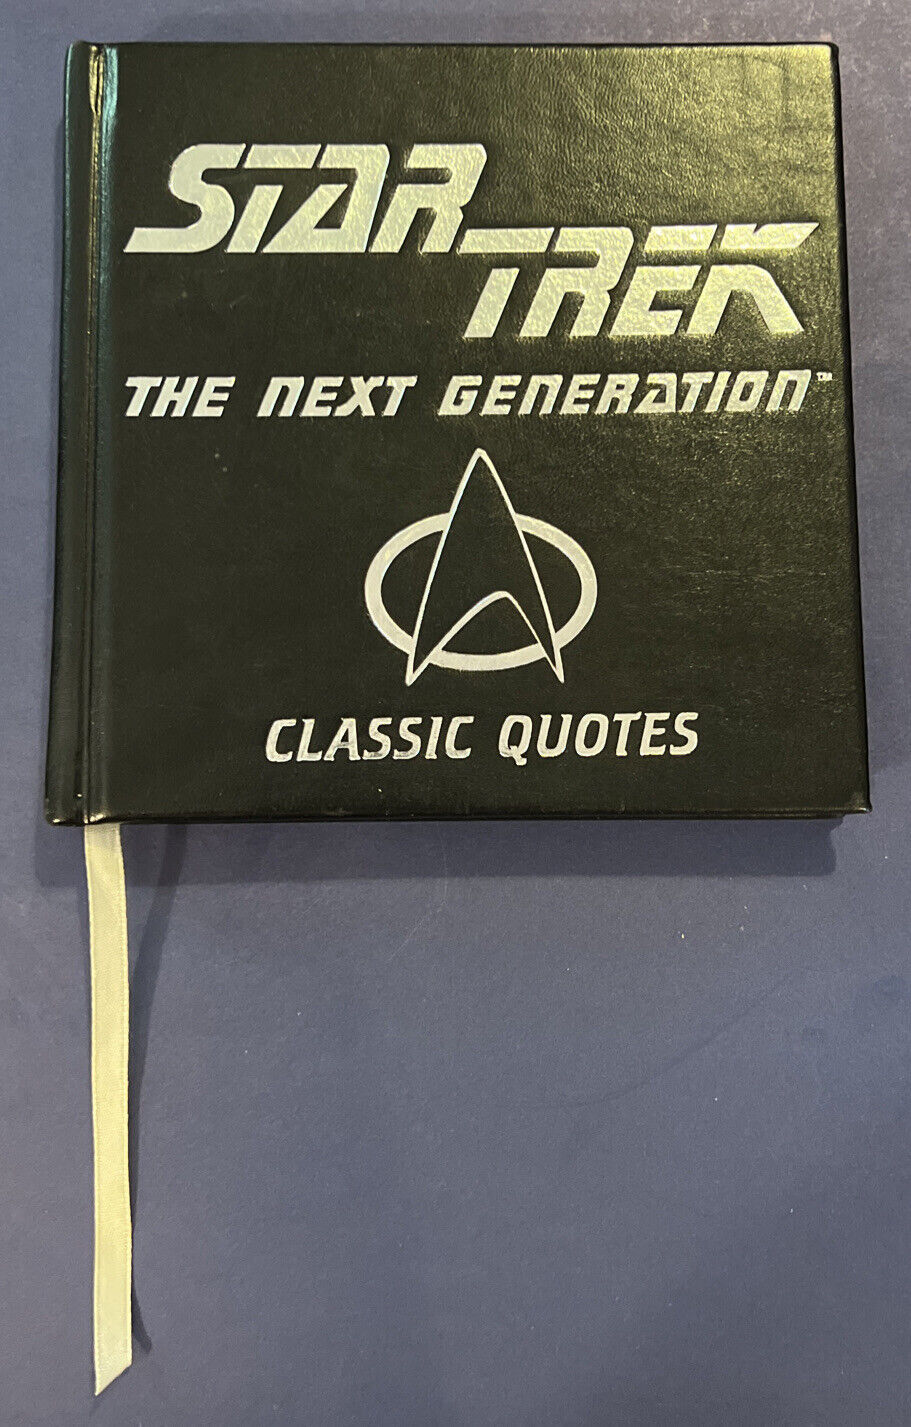 STAR
TREK
THE NEXT GENERATION™
CLASSIC QUOTES